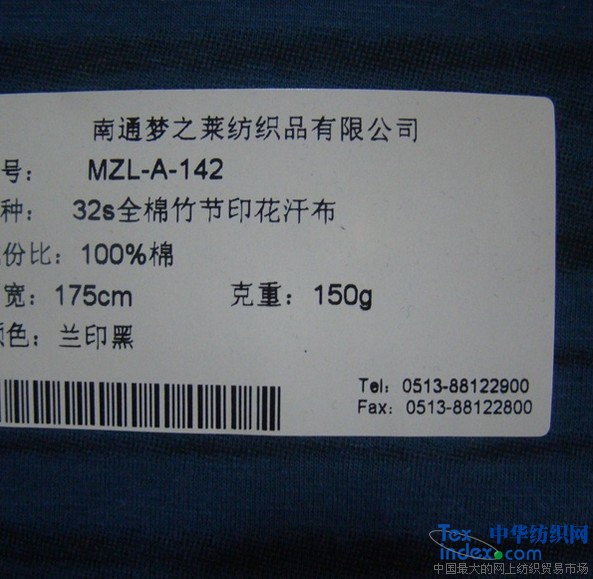 南通梦之莱纺织品有限公司
号： MZL-A-142
种： 32s全棉竹节印花汗布
份比：100%棉
宽：175cm 克重：150g
色：兰印黑
Tel：0513-88122900
Fax：0513-88122800
Tex 中华纺织网
index.com
中国最大的网上纺织贸易市场